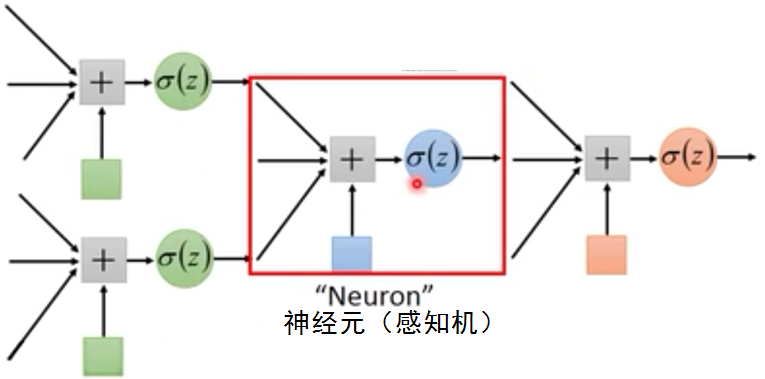 + σ(z)
+ σ(z) + σ(z)
+ σ(z)
“Neuron”
神经元（感知机）